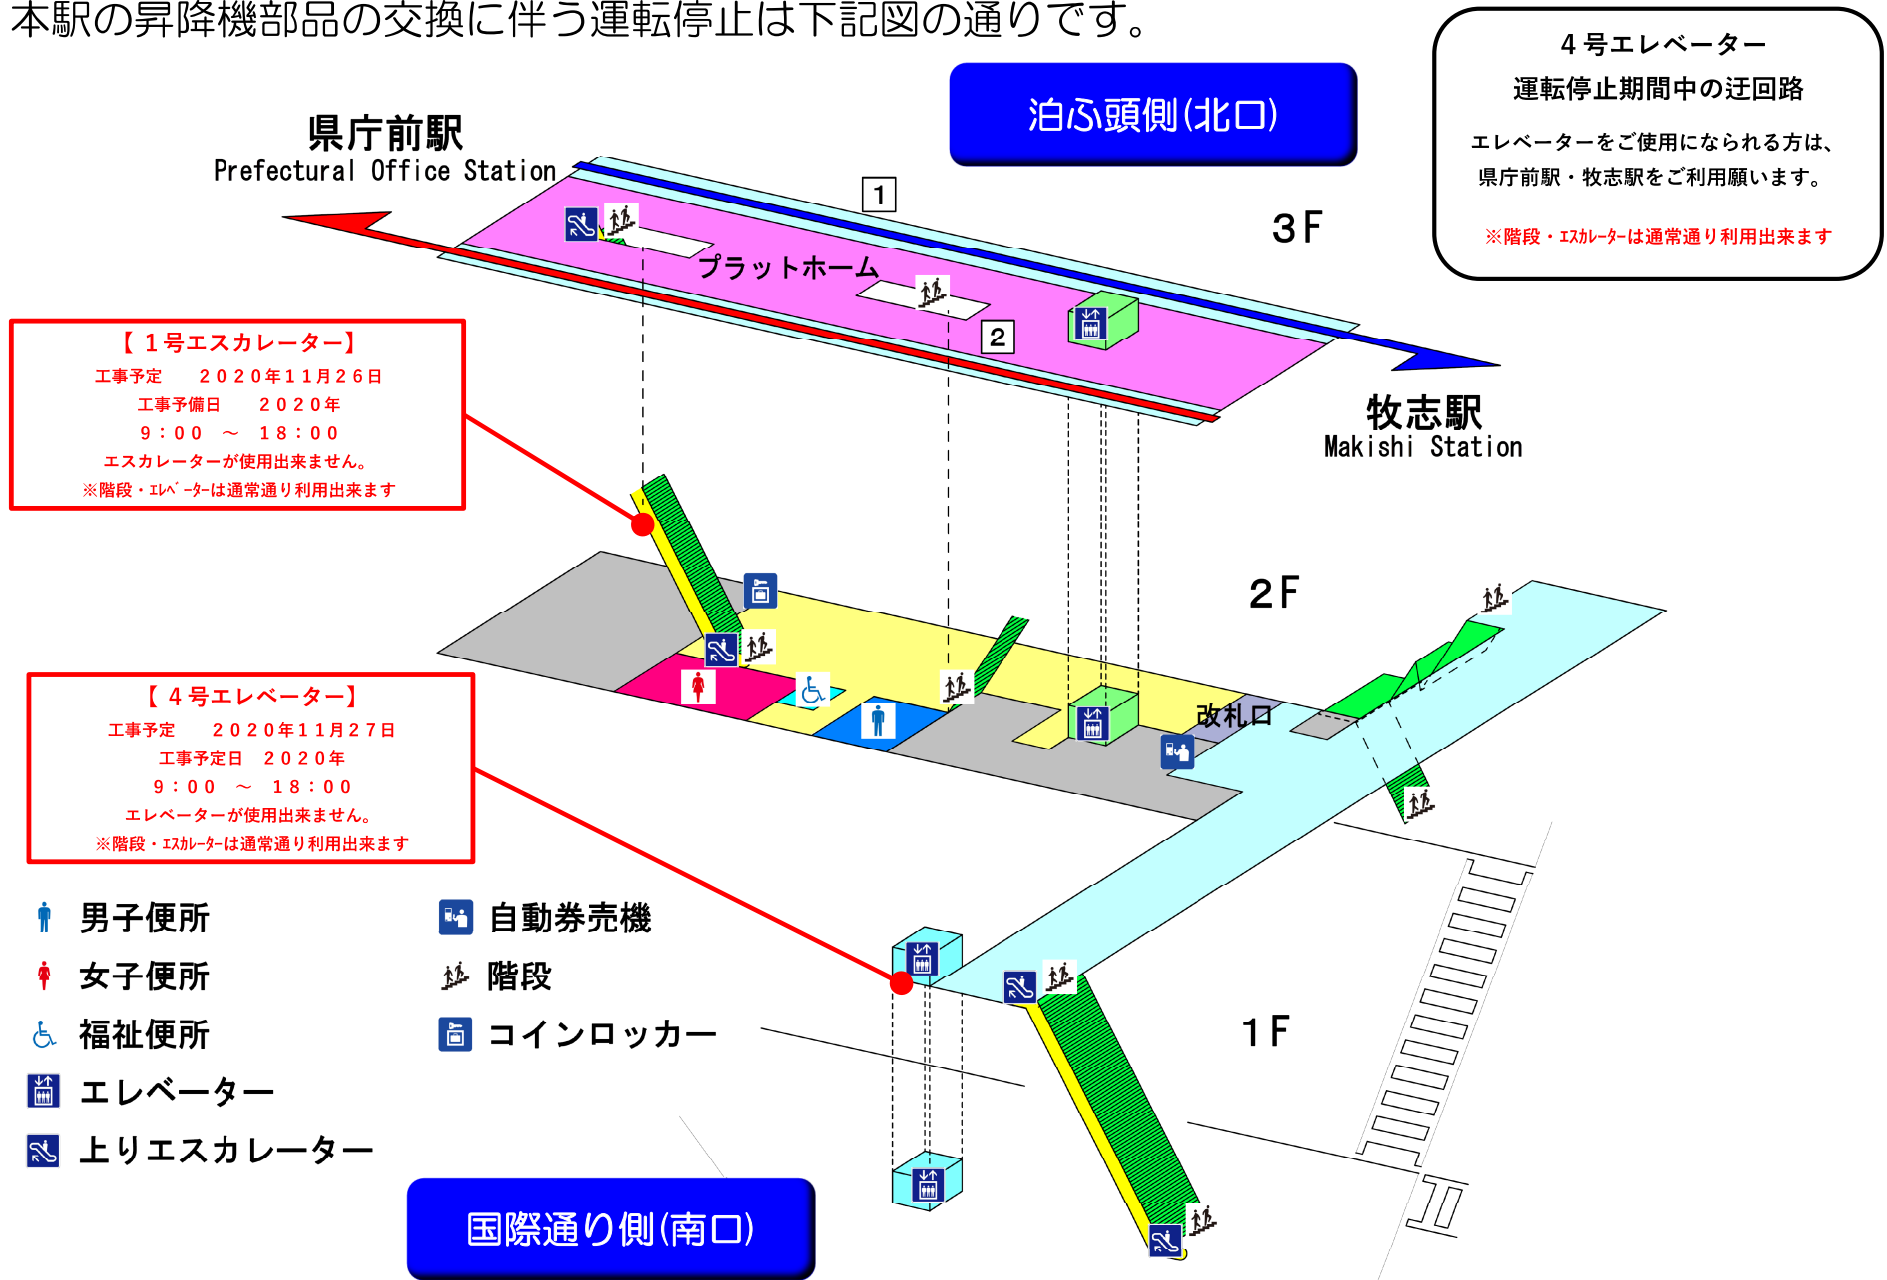 本駅の昇降機部品の交換に伴う運転停止は下記図の通りです。
4号エレベーター
運転停止期間中の迂回路
エレベーターをご使用になられる方は、
県庁前駅・牧志駅をご利用願います。
※階段・ｴｽｶﾚｰﾀｰは通常通り利用出来ます
泊ふ頭側(北口)
県庁前駅
Prefectural Office Station
1
3F
プラットホーム
2
牧志駅
Makishi Station
【 1号エスカレーター】
工事予定　２０２０年１１月２６日
工事予備日　２０２０年
９：００　～　１８：００
エスカレーターが使用出来ません。
※階段・ｴﾚﾍﾞｰﾀｰは通常通り利用出来ます
2F
改札口
【 4号エレベーター】
工事予定　２０２０年１１月２７日
工事予定日　２０２０年
９：００　～　１８：００
エレベーターが使用出来ません。
※階段・ｴｽｶﾚｰﾀｰは通常通り利用出来ます
1F
男子便所
女子便所
福祉便所
エレベーター
上りエスカレーター
自動券売機
階段
コインロッカー
国際通り側(南口)